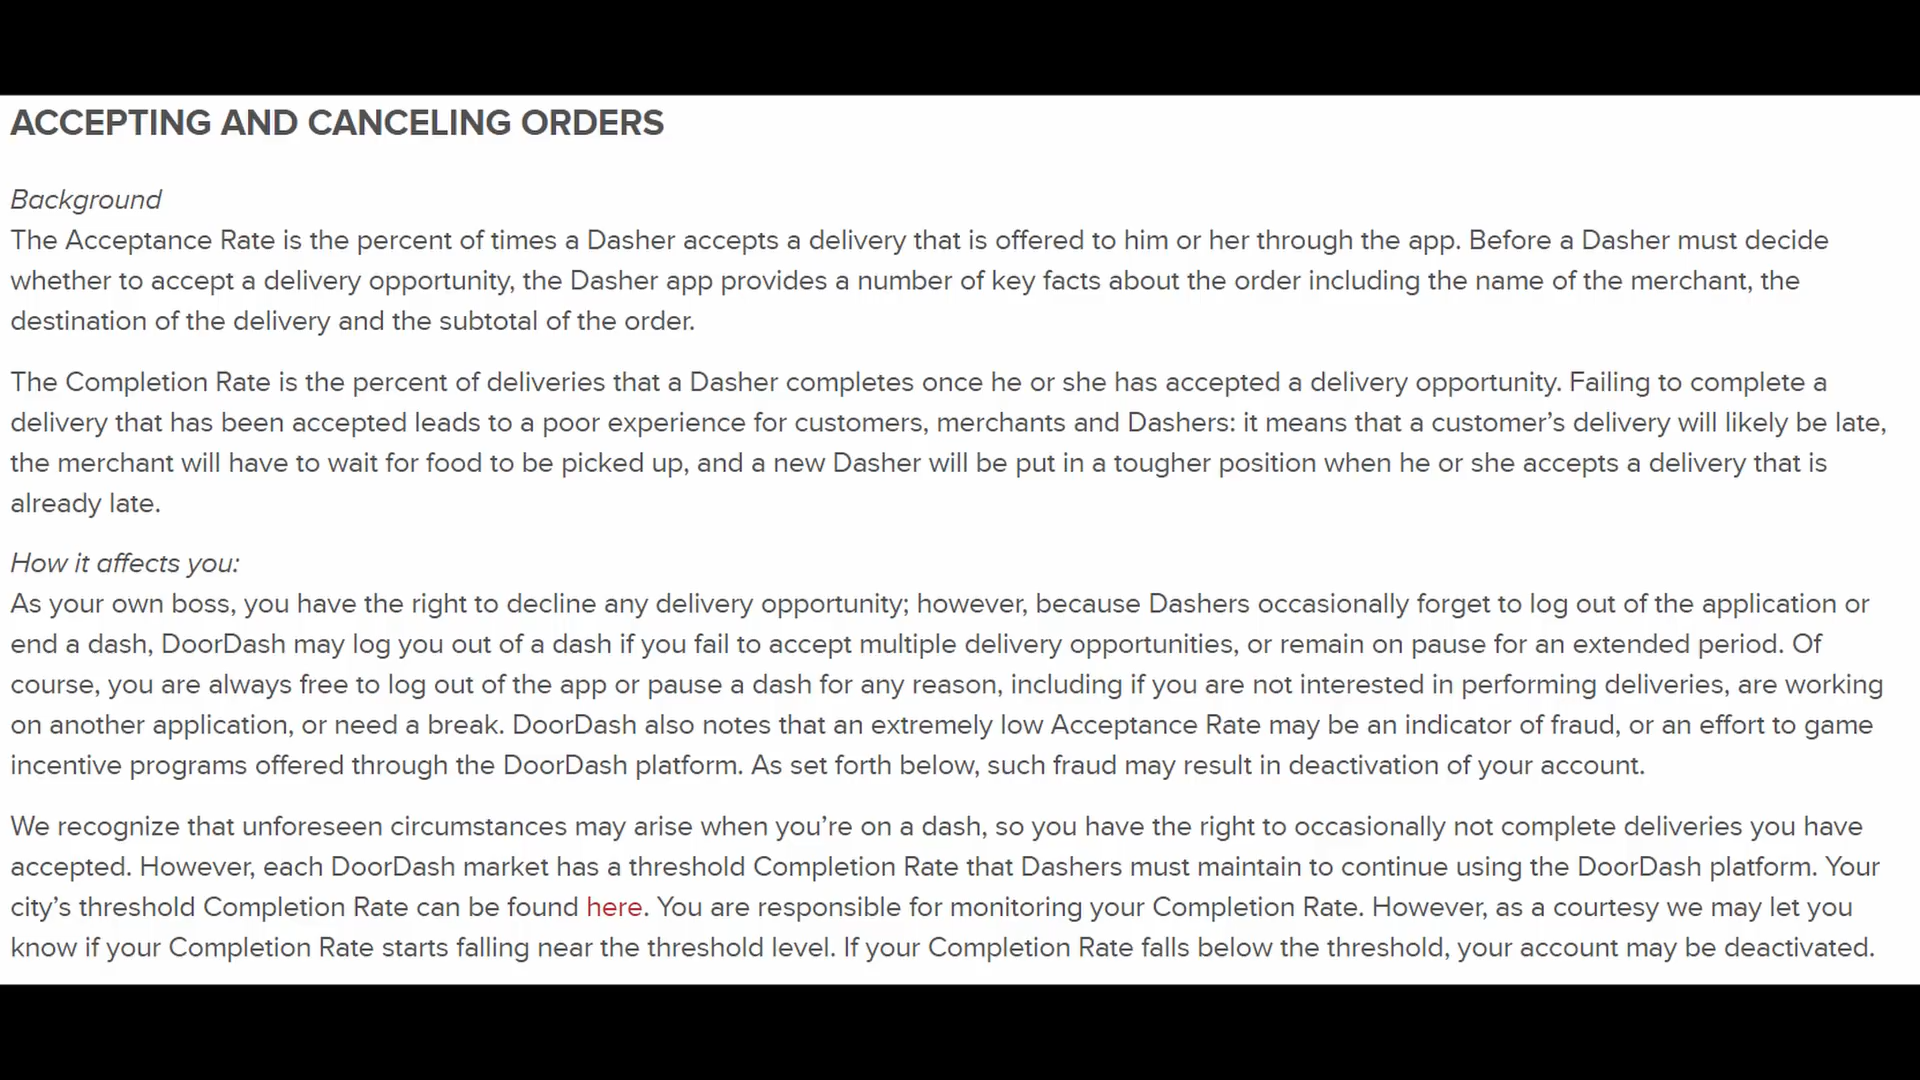 ACCEPTING AND CANCELING ORDERS
Background
The Acceptance Rate is the percent of times a Dasher accepts a delivery that is offered to him or her through the app. Before a Dasher must decide
whether to accept a delivery opportunity, the Dasher app provides a number of key facts about the order including the name of the merchant, the
destination of the delivery and the subtotal of the order.
The Completion Rate is the percent of deliveries that a Dasher completes once he or she has accepted a delivery opportunity. Failing to complete a
delivery that has been accepted leads to a poor experience for customers, merchants and Dashers: it means that a customer’s delivery will likely be late,
the merchant will have to wait for food to be picked up, and a new Dasher will be put in a tougher position when he or she accepts a delivery that is
already late.
How it affects you:
As your own boss, you have the right to decline any delivery opportunity; however, because Dashers occasionally forget to log out of the application or
end a dash, DoorDash may log you out of a dash if you fail to accept multiple delivery opportunities, or remain on pause for an extended period. Of
course, you are always free to log out of the app or pause a dash for any reason, including if you are not interested in performing deliveries, are working
on another application, or need a break. DoorDash also notes that an extremely low Acceptance Rate may be an indicator of fraud, or an effort to game
incentive programs offered through the DoorDash platform. As set forth below, such fraud may result in deactivation of your account.
We recognize that unforeseen circumstances may arise when you’re on a dash, so you have the right to occasionally not complete deliveries you have
accepted. However, each DoorDash market has a threshold Completion Rate that Dashers must maintain to continue using the DoorDash platform. Your
city’s threshold Completion Rate can be found here. You are responsible for monitoring your Completion Rate. However, as a courtesy we may let you
know if your Completion Rate starts falling near the threshold level. If your Completion Rate falls below the threshold, your account may be deactivated.